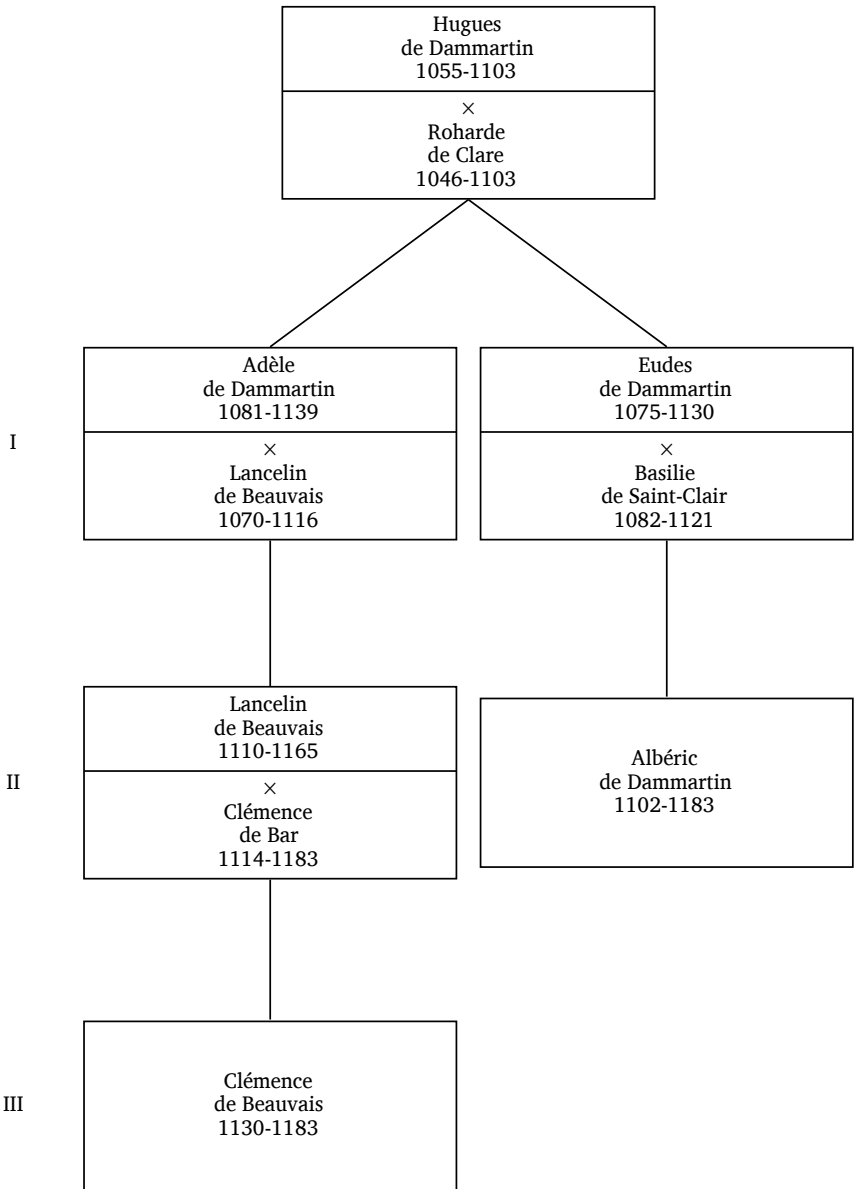 Hugues
de Dammartin
1055-1103
×
Roharde
de Clare
1046-1103
I
Adèle
de Dammartin
1081-1139
×
Lancelin
de Beauvais
1070-1116
Eudes
de Dammartin
1075-1130
×
Basilie
de Saint-Clair
1082-1121
II
Lancelin
de Beauvais
1110-1165
×
Clémence
de Bar
1114-1183
Albéric
de Dammartin
1102-1183
III
Clémence
de Beauvais
1130-1183